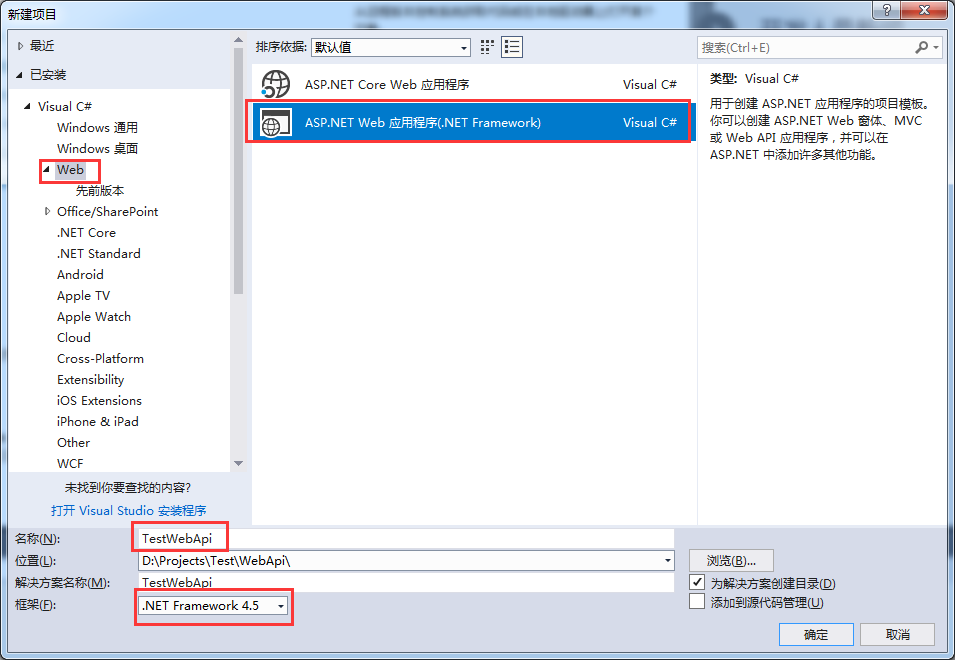 新建项目
?
最近
已安装
Visual C#
Windows 通用
Windows 桌面
Web
先前版本
Office/SharePoint
.NET Core
.NET Standard
Android
Apple TV
Apple Watch
Cloud
Cross-Platform
Extensibility
iOS Extensions
iPhone & iPad
Other
WCF
未找到你要查找的内容?
打开 Visual Studio 安装程序
排序依据: 默认值
ASP.NET Core Web 应用程序 Visual C#
ASP.NET Web 应用程序(.NET Framework) Visual C#
搜索(Ctrl+E)
类型: Visual C#
用于创建 ASP.NET 应用程序的项目模板。
你可以创建 ASP.NET Web 窗体、MVC
或 Web API 应用程序，并可以在
ASP.NET 中添加许多其他功能。
名称(N): TestWebApi
位置(L): D:\Projects\Test\WebApi\ 浏览(B)...
解决方案名称(M): TestWebApi 为解决方案创建目录(D)
框架(F): .NET Framework 4.5 添加到源代码管理(U)
确定 取消